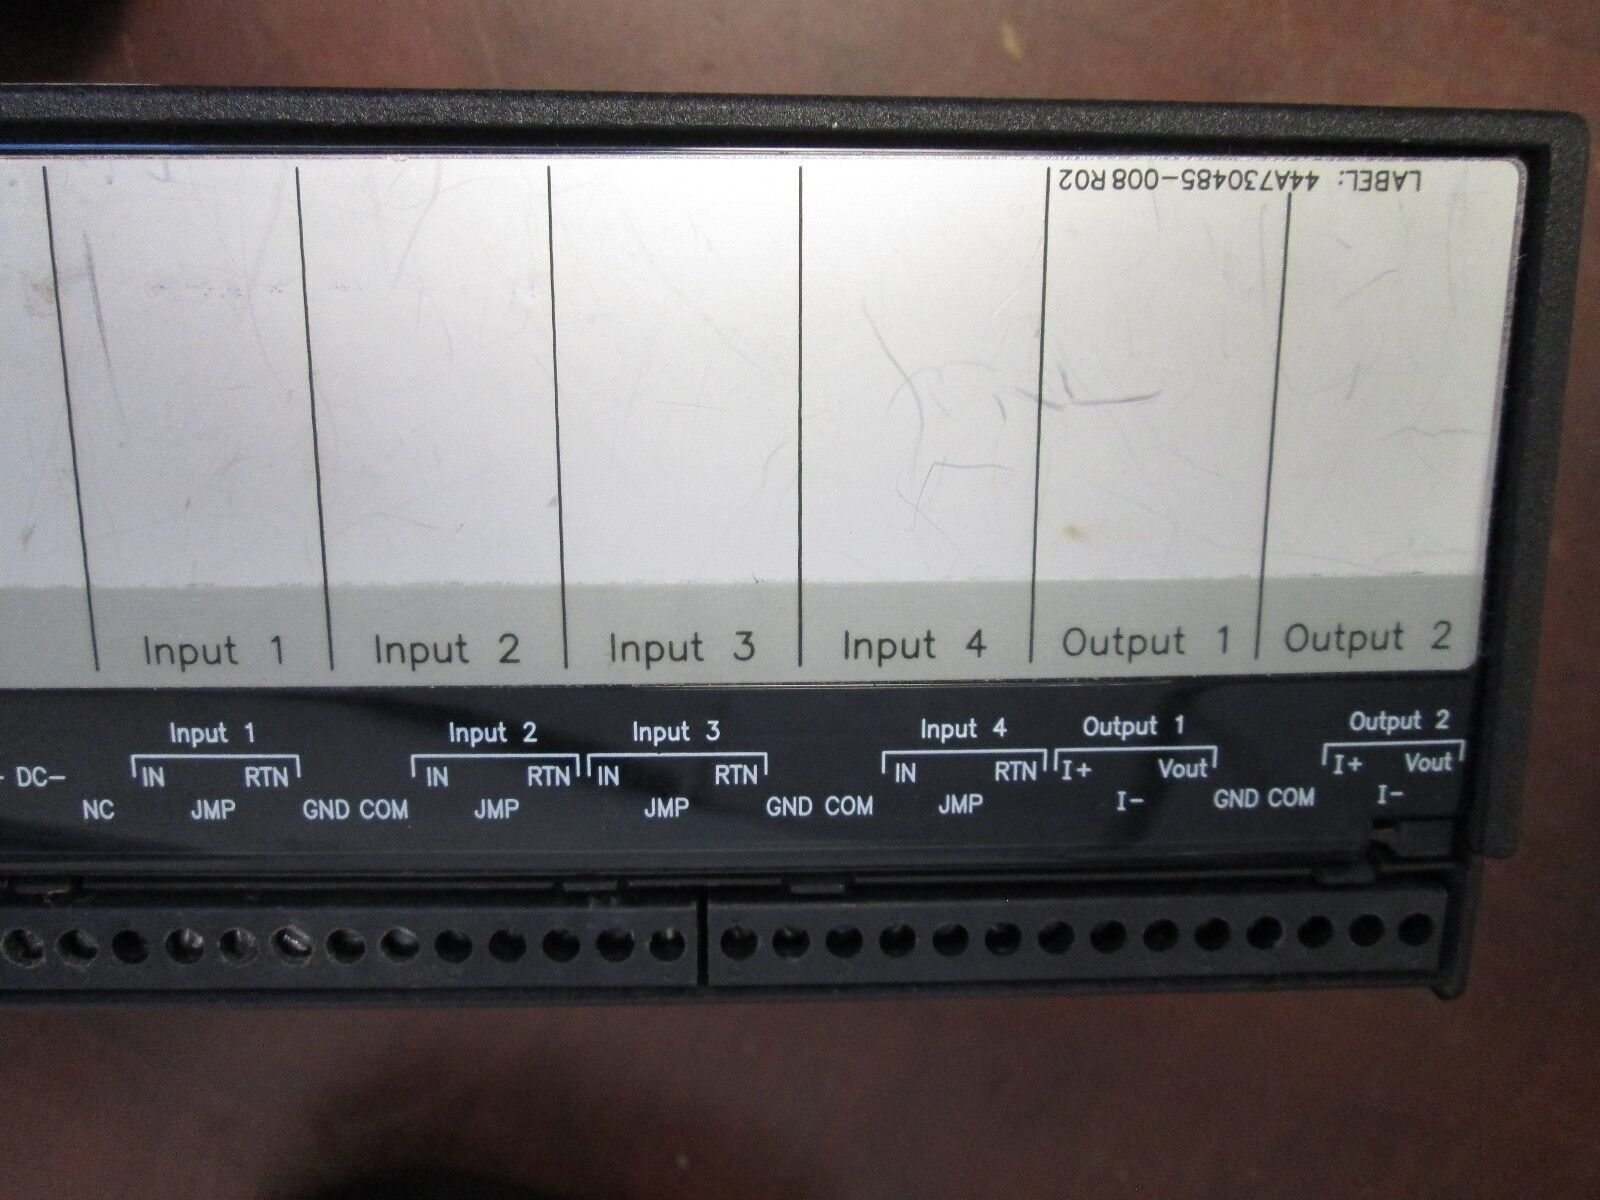 LABEL: 44A730485-008 R02
Input 1 Input 2 Input 3 Input 4 Output 1 Output 2
Input 1 Input 2 Input 3 Input 4 Output 1 Output 2
DC- IN RTN IN RTN IN RTN IN RTN I+ Vout I+ Vout
NC JMP GND COM JMP JMP GND COM JMP I- GND COM I-